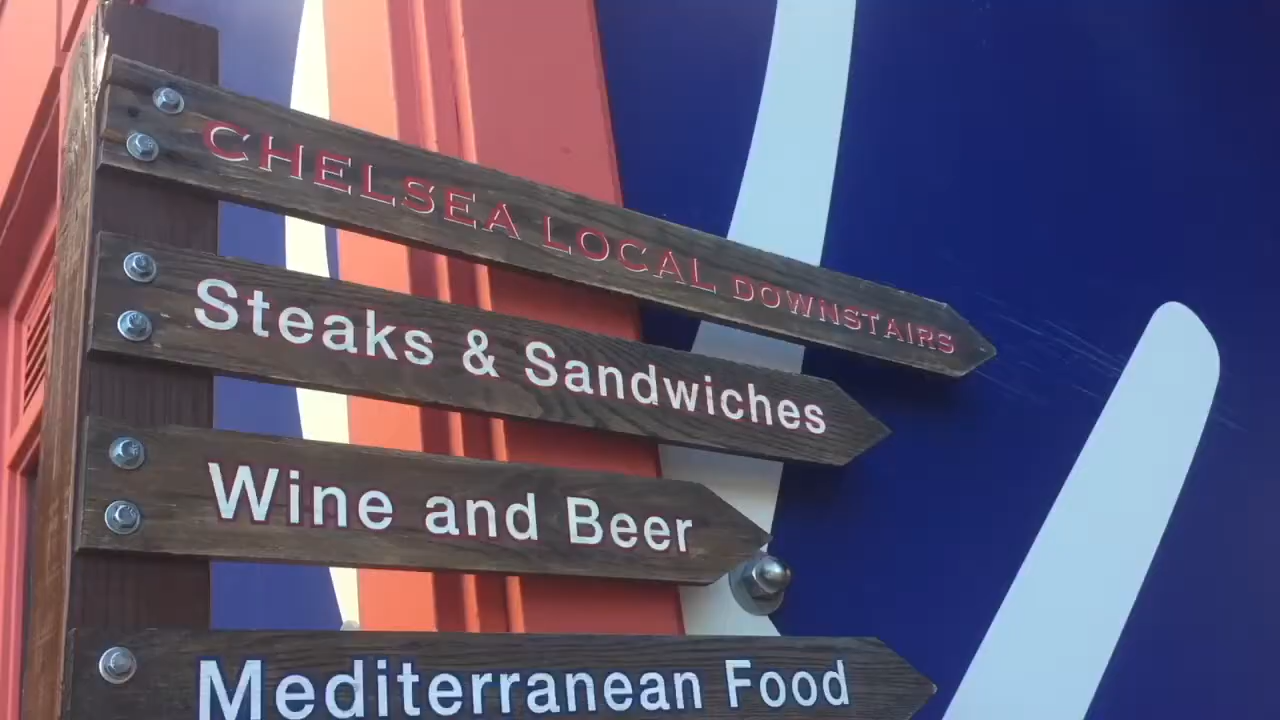 CHELSEA LOCAL DOWNSTAIRS
Steaks & Sandwiches
Wine and Beer
Mediterranean Food